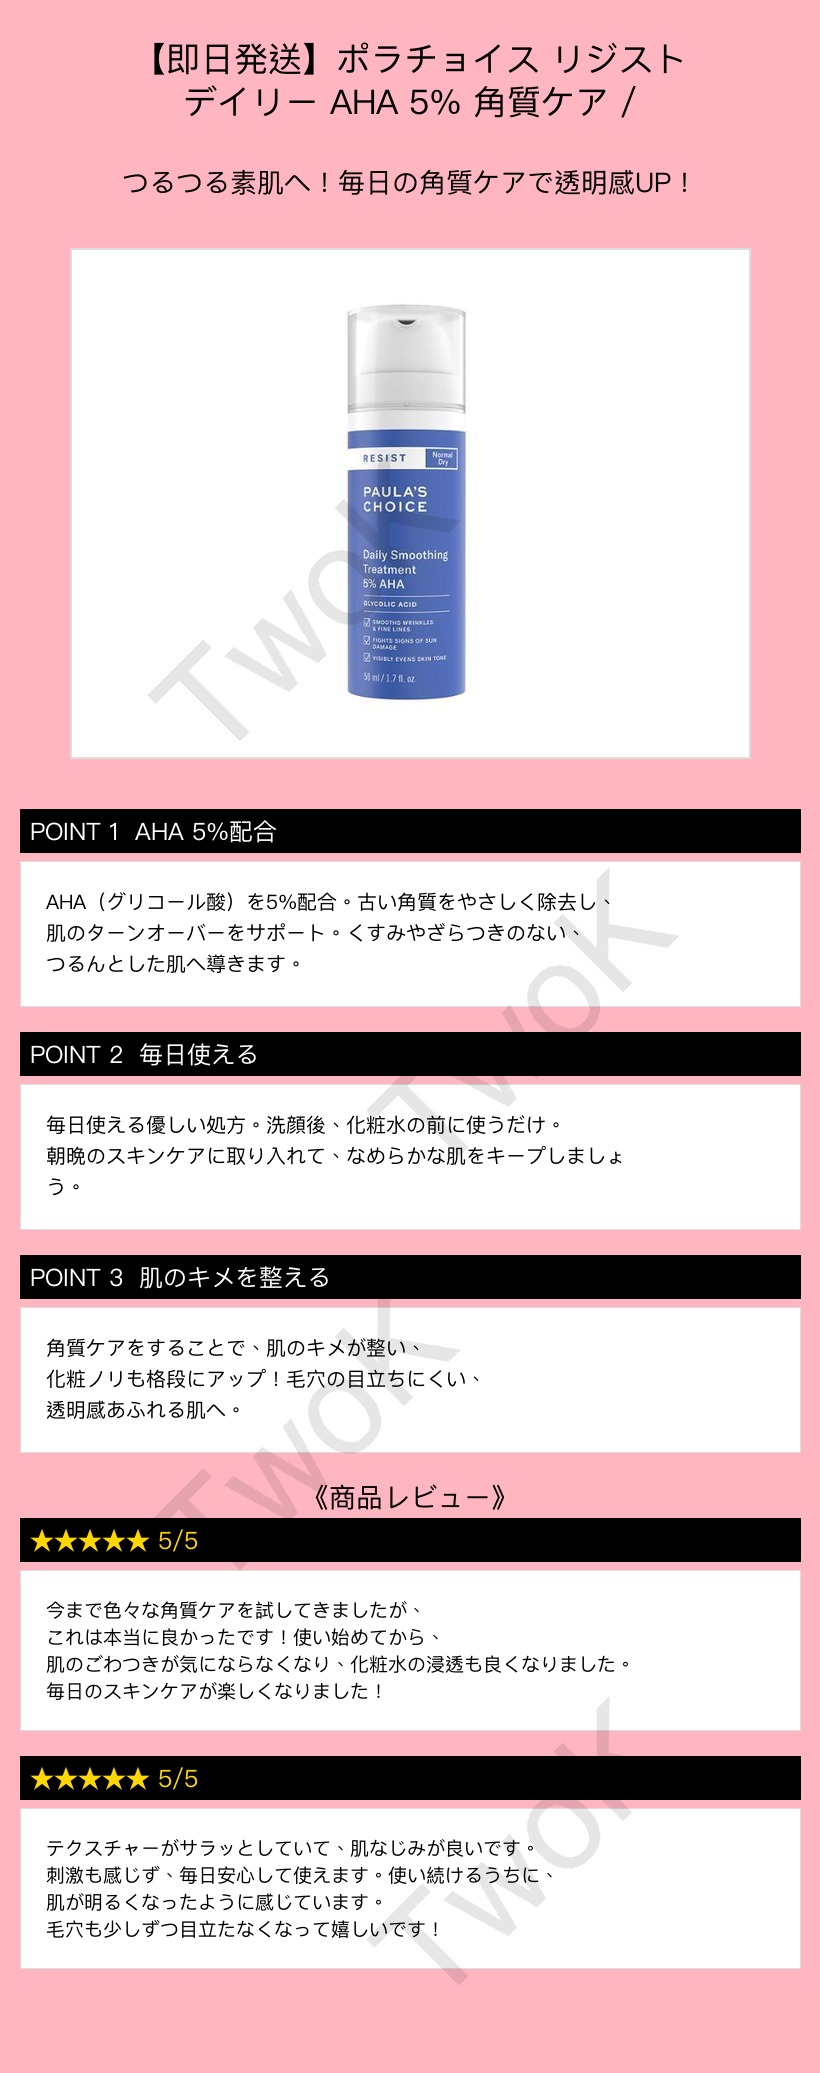 【即日発送】ポラチョイス リジスト
デイリー AHA 5% 角質ケア /
つるつる素肌へ！毎日の角質ケアで透明感UP！
RESIST
Normal
Dry
PAULA'S
CHOICE
Daily Smoothing
Treatment
5% AHA
GLYCOLIC ACID
SMOOTHS WRINKLES
& FINE LINES
FIGHTS SIGNS OF SUN
DAMAGE
VISIBLY EVENS SKIN TONE
50 ml / 1.7 fl. oz.
TwoK
POINT 1 AHA 5%配合
AHA（グリコール酸）を5%配合。古い角質をやさしく除去し、
肌のターンオーバーをサポート。くすみやざらつきのない、
つるんとした肌へ導きます。
TwoK
POINT 2 毎日使える
毎日使える優しい処方。洗顔後、化粧水の前に使うだけ。
朝晩のスキンケアに取り入れて、なめらかな肌をキープしましょ
う。
POINT 3 肌のキメを整える
角質ケアをすることで、肌のキメが整い、
化粧ノリも格段にアップ！毛穴の目立ちにくい、
透明感あふれる肌へ。
TwoK
《商品レビュー》
★★★★★ 5/5
今まで色々な角質ケアを試してきましたが、
これは本当に良かったです！使い始めてから、
肌のごわつきが気にならなくなり、化粧水の浸透も良くなりました。
毎日のスキンケアが楽しくなりました！
★★★★★ 5/5
テクスチャーがサラッとしていて、肌なじみが良いです。
刺激も感じず、毎日安心して使えます。使い続けるうちに、
肌が明るくなったように感じています。
毛穴も少しずつ目立たなくなって嬉しいです！
TwoK